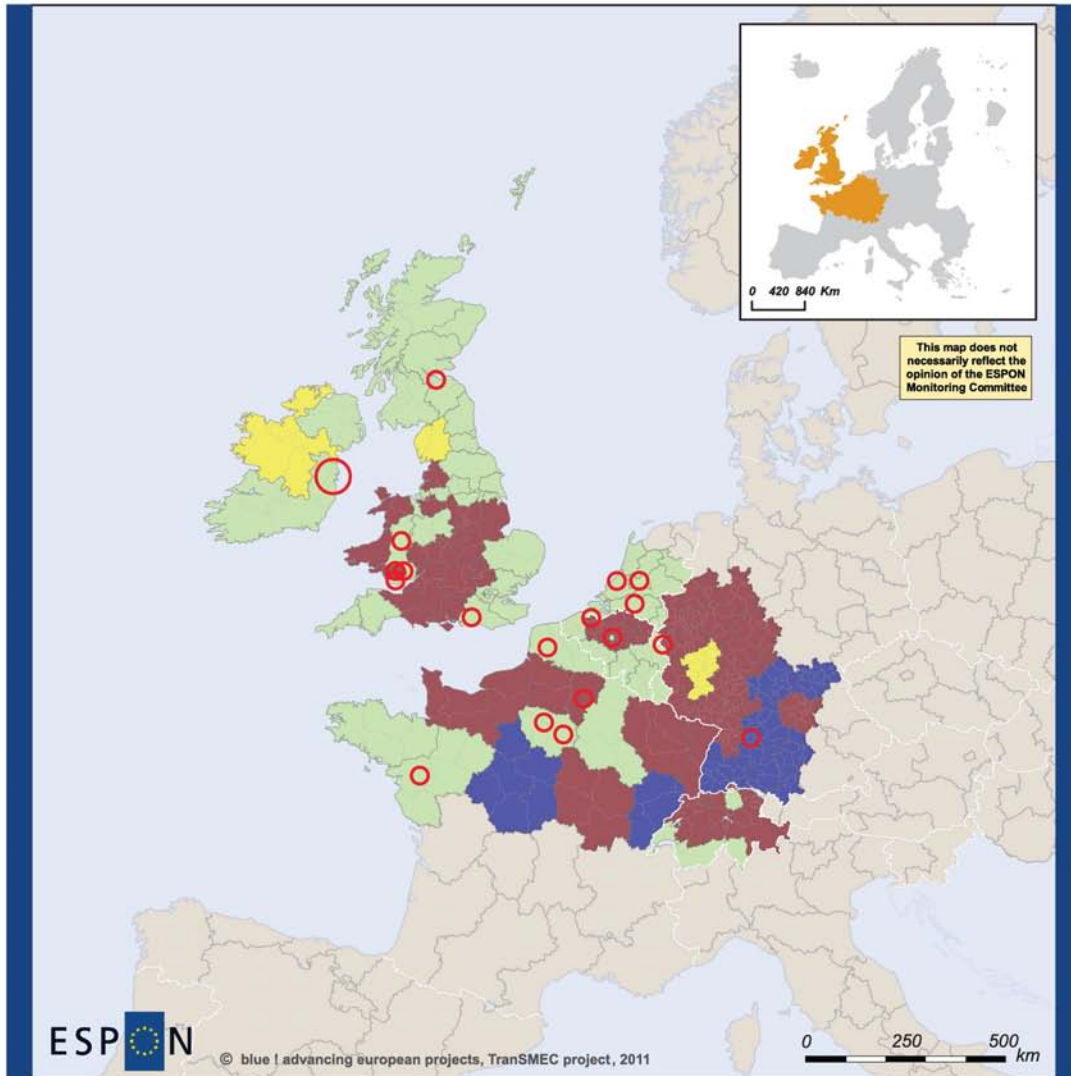 0 420 840 Km
This map does not
necessarily reflect the
opinion of the ESPON
Monitoring Committee
ESPON
© blue ! advancing european projects, TranSMEC project, 2011
0 250 500
km